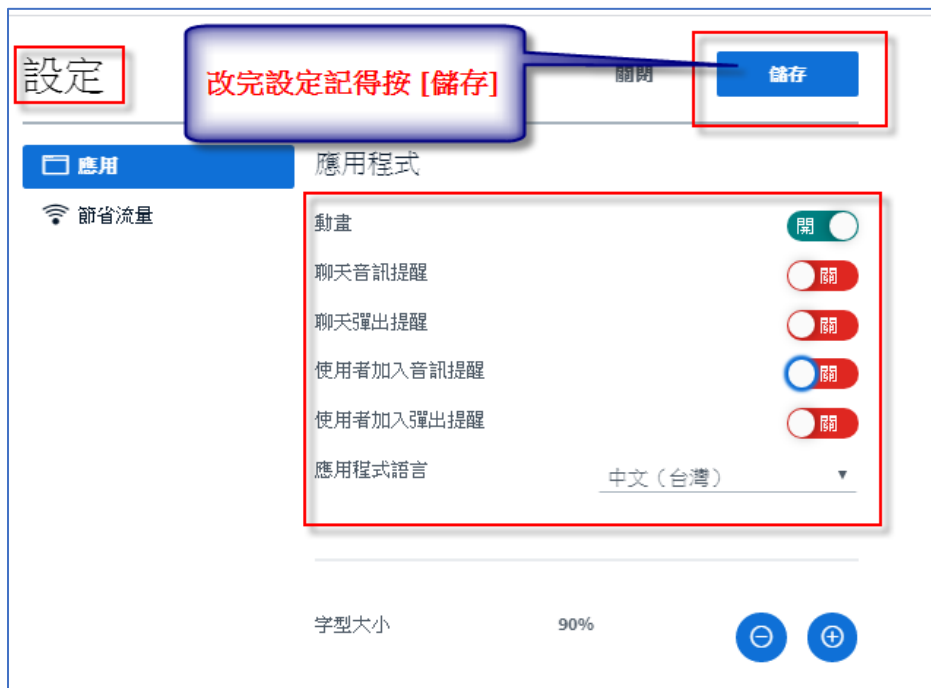 設定
改完設定記得按 [儲存]
關閉
儲存
應用
節省流量
應用程式
動畫
開
聊天音訊提醒
關
聊天彈出提醒
關
使用者加入音訊提醒
關
使用者加入彈出提醒
關
應用程式語言
中文（台灣）
字型大小
90%